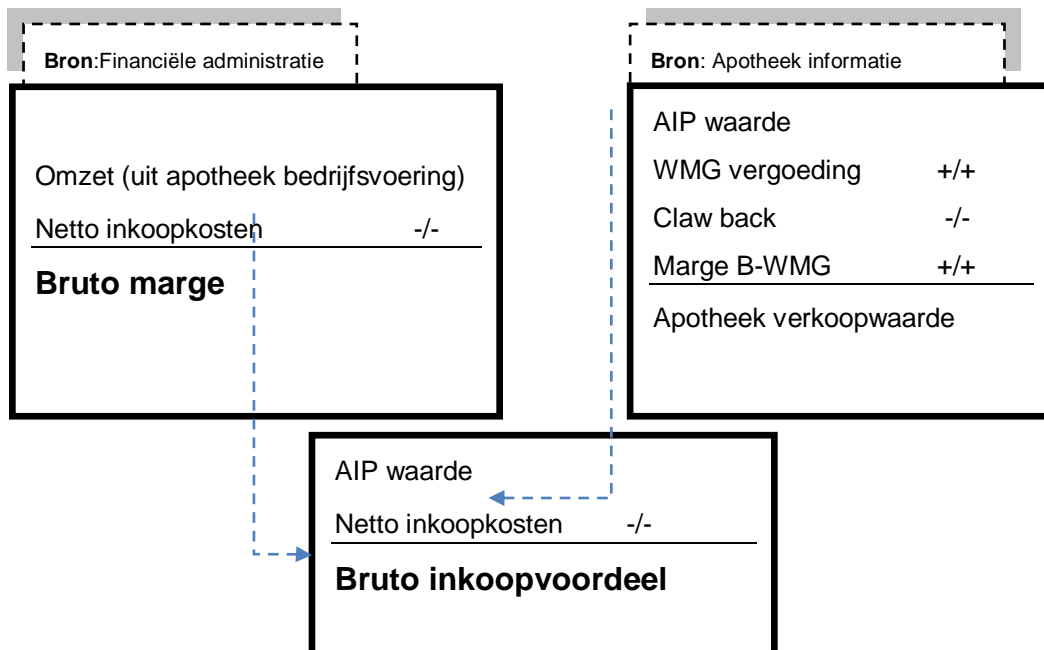 Bron:Financiële administratie
Omzet (uit apotheek bedrijfsvoering)
Netto inkoopkosten -/-
Bruto marge
Bron: Apotheek informatie
AIP waarde
WMG vergoeding +/+
Claw back -/-
Marge B-WMG +/+
Apotheek verkoopwaarde
AIP waarde
Netto inkoopkosten -/-
Bruto inkoopvoordeel